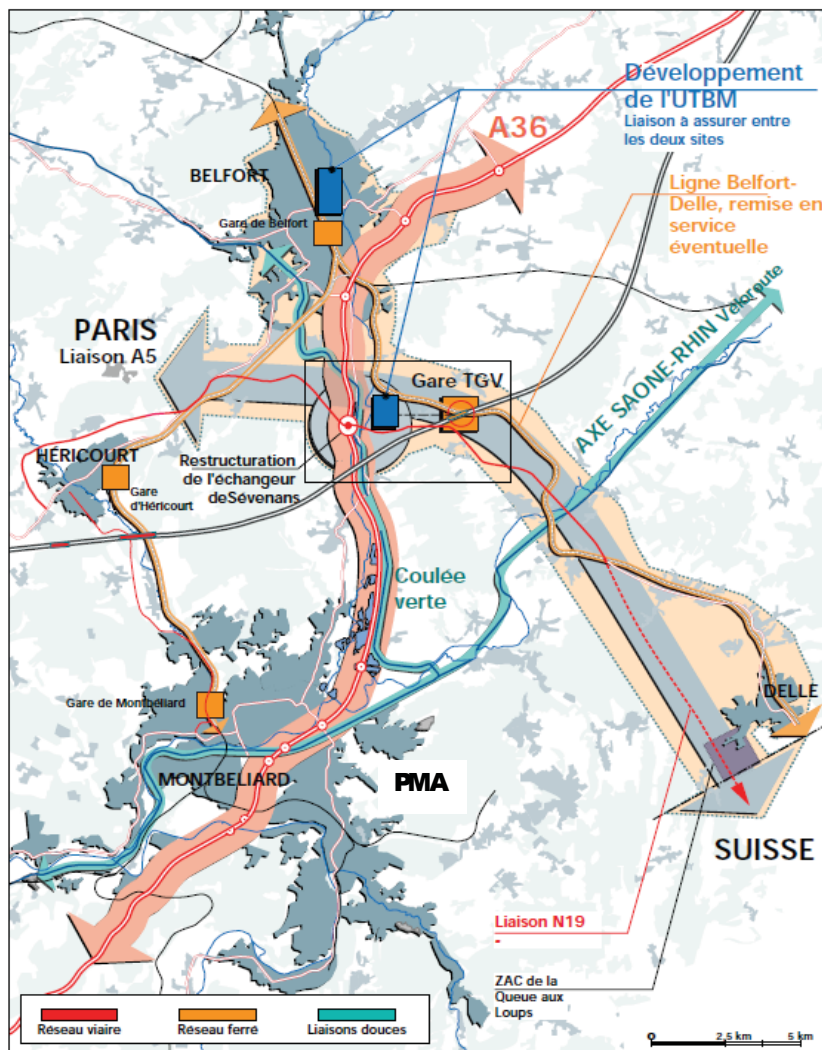 Développement
de l'UTBM
Liaison à assurer entre
les deux sites
A36
BELFORT
Ligne Belfort-
Delle, remise en
service
éventuelle
Gare de Belfort
PARIS
Liaison A5
AXE SAONE-RHIN Véloroute
Gare TGV
HÉRICOURT
Restructuration
de l'échangeur
deSévenans
Gare
d'Héricourt
Coulée
verte
Gare de Montbéliard
DELLE
MONTBELIARD
PMA
SUISSE
Liaison N19
-
ZAC de la
Queue aux
Loups
Réseau viaire
Réseau ferré
Liaisons douces
0 2,5 km 5 km